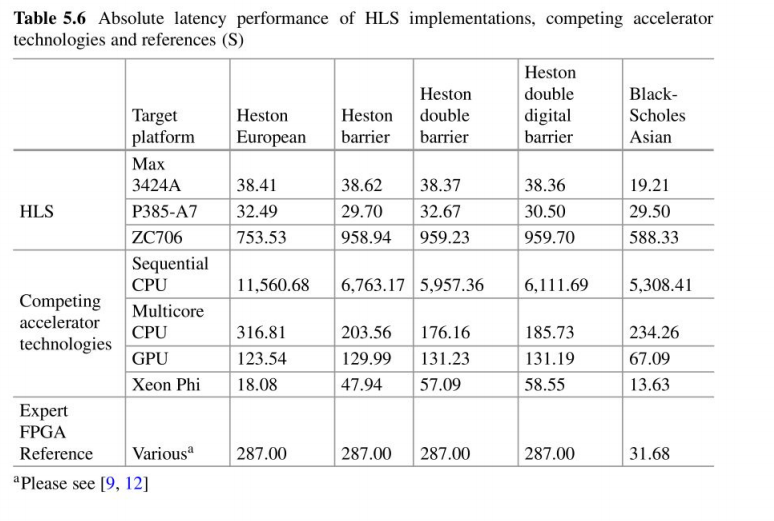 Table 5.6 Absolute latency performance of HLS implementations, competing accelerator
technologies and references (S)
Target platform Heston European Heston barrier Heston double barrier Heston double digital barrier Black-Scholes Asian
HLS Max 3424A 38.41 38.62 38.37 38.36 19.21
P385-A7 32.49 29.70 32.67 30.50 29.50
ZC706 753.53 958.94 959.23 959.70 588.33
Competing accelerator technologies Sequential CPU 11,560.68 6,763.17 5,957.36 6,111.69 5,308.41
Multicore CPU 316.81 203.56 176.16 185.73 234.26
GPU 123.54 129.99 131.23 131.19 67.09
Xeon Phi 18.08 47.94 57.09 58.55 13.63
Expert FPGA Reference Variousᵃ 287.00 287.00 287.00 287.00 31.68
ᵃPlease see [9, 12]